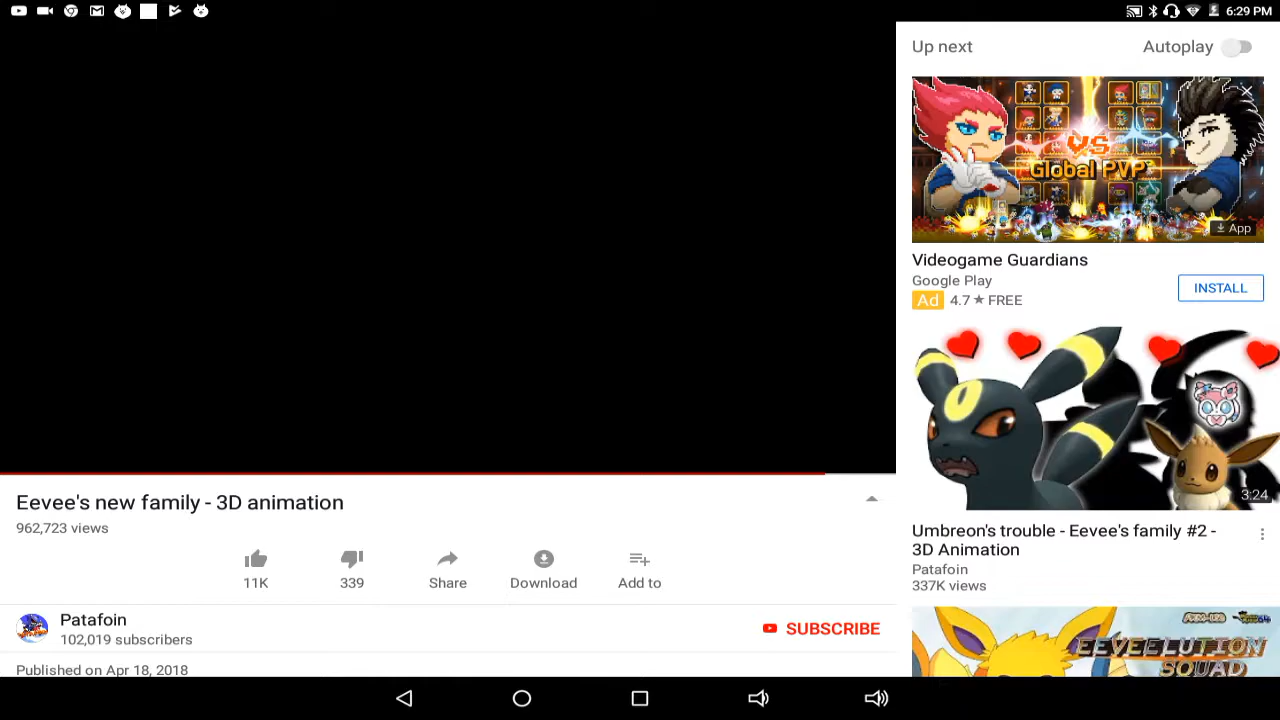 6:29 PM
Up next
Autoplay
VS
Global PVP
App
Videogame Guardians
Google Play
INSTALL
Ad 4.7 ★ FREE
3:24
Eevee's new family - 3D animation
962,723 views
11K
339
Share
Download
Add to
Patafoin
102,019 subscribers
SUBSCRIBE
Published on Apr 18, 2018
Umbreon's trouble - Eevee's family #2 -
3D Animation
Patafoin
337K views
EEVEELUTION
SQUAD